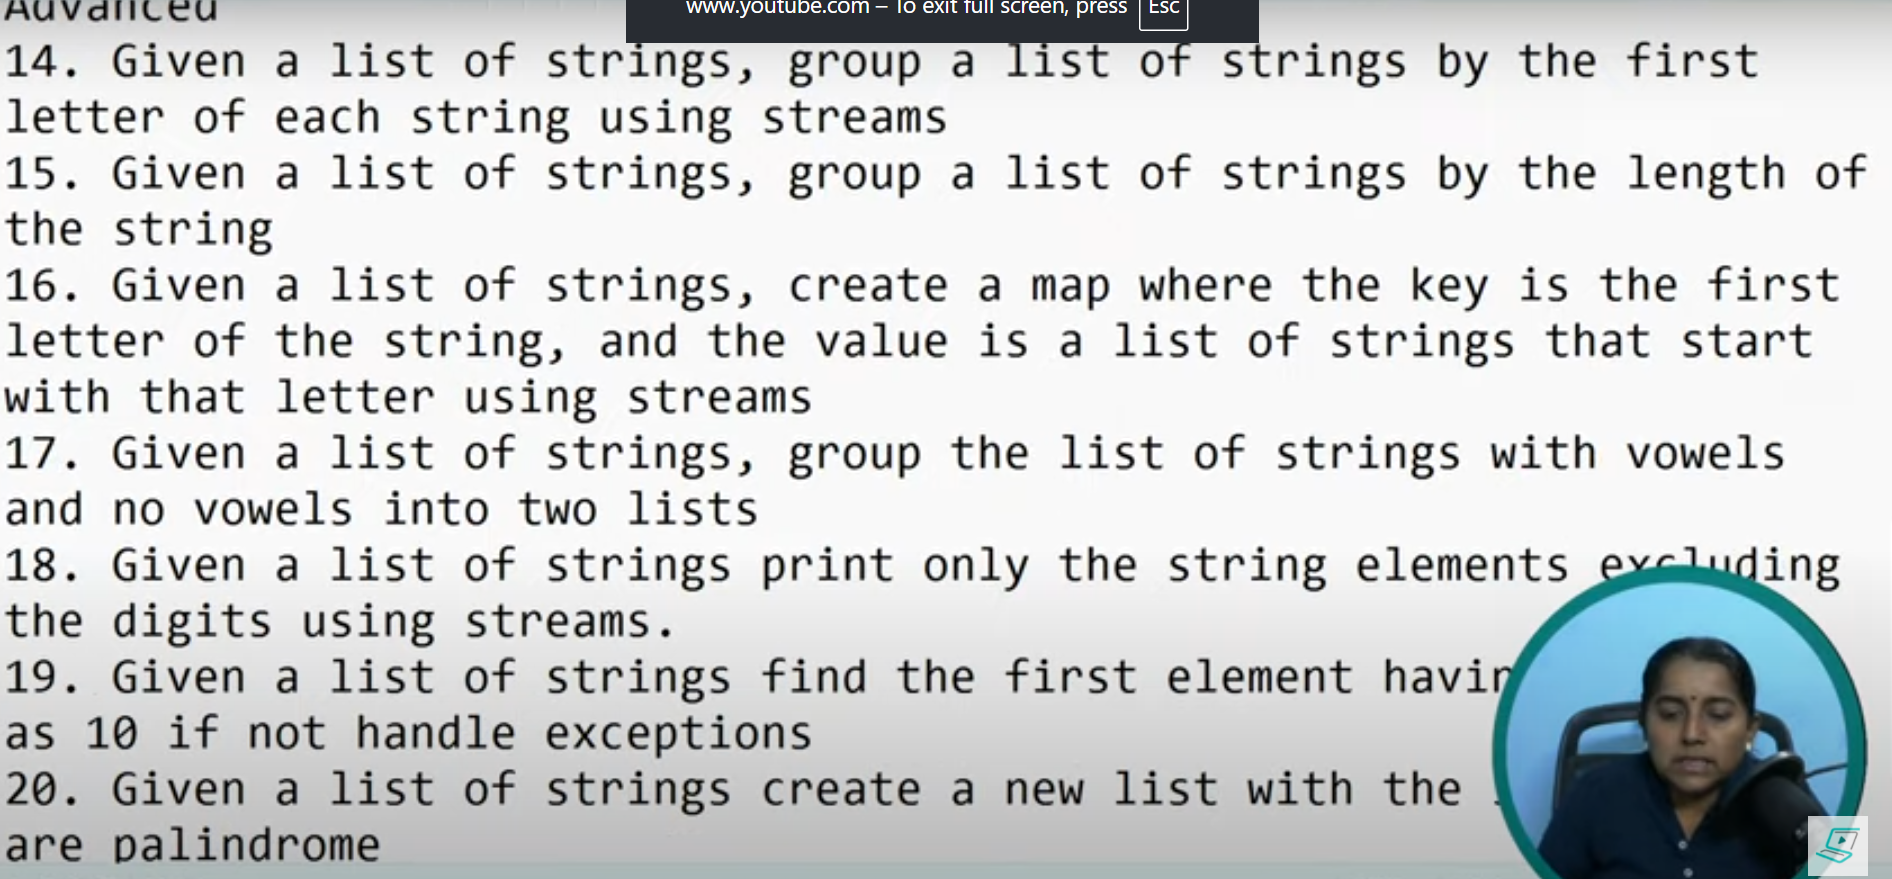 www.youtube.com – To exit full screen, press Esc
Advanced
14. Given a list of strings, group a list of strings by the first
letter of each string using streams
15. Given a list of strings, group a list of strings by the length of
the string
16. Given a list of strings, create a map where the key is the first
letter of the string, and the value is a list of strings that start
with that letter using streams
17. Given a list of strings, group the list of strings with vowels
and no vowels into two lists
18. Given a list of strings print only the string elements excluding
the digits using streams.
19. Given a list of strings find the first element
as 10 if not handle exceptions
20. Given a list of strings create a new list with the
are palindrome